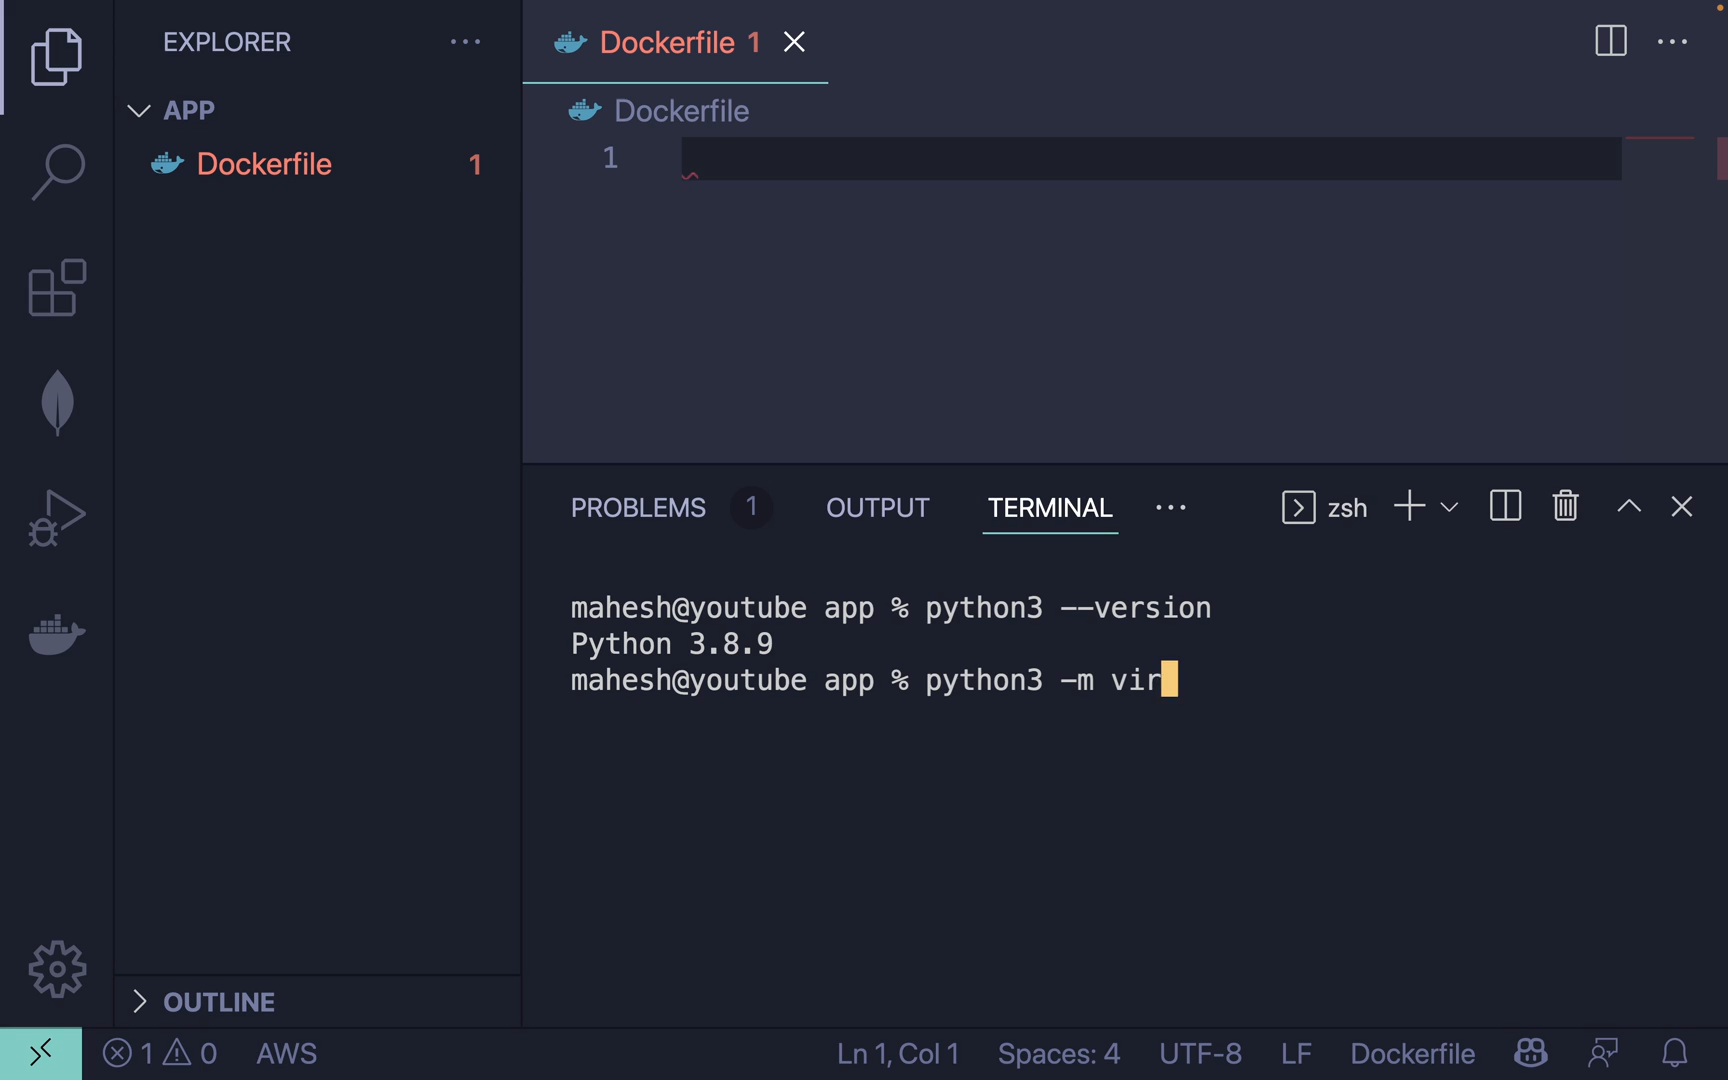 EXPLORER
APP
Dockerfile 1
OUTLINE
Dockerfile 1
Dockerfile
1
PROBLEMS 1 OUTPUT TERMINAL zsh
mahesh@youtube app % python3 --version
Python 3.8.9
mahesh@youtube app % python3 -m vir
1 0 AWS Ln 1, Col 1 Spaces: 4 UTF-8 LF Dockerfile